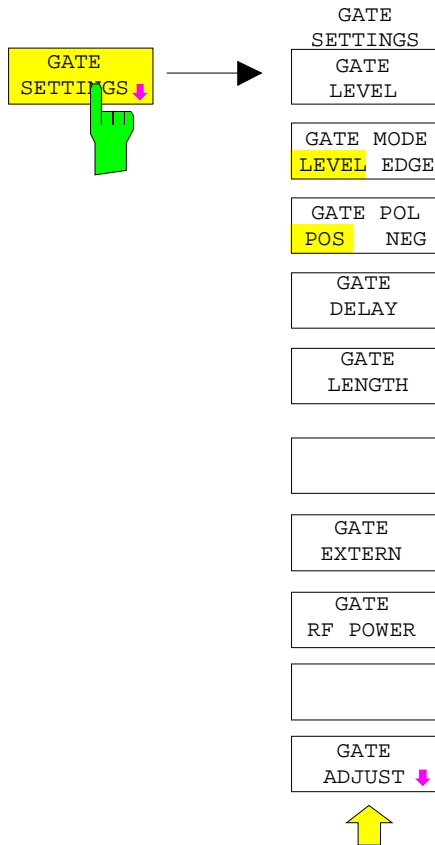 GATE
SETTINGS
GATE
SETTINGS
GATE
LEVEL
GATE MODE
LEVEL EDGE
GATE POL
POS NEG
GATE
DELAY
GATE
LENGTH
GATE
EXTERN
GATE
RF POWER
GATE
ADJUST